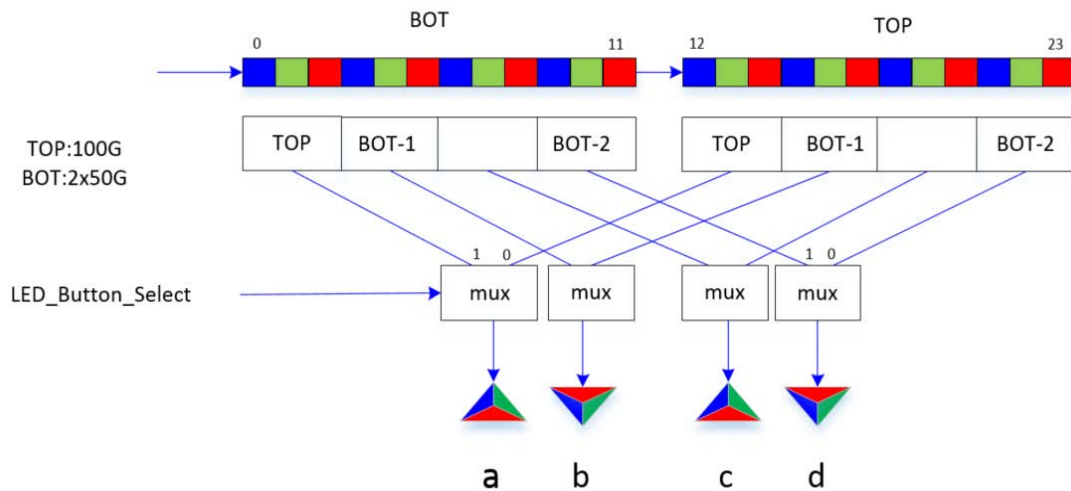 BOT TOP
0 11 12 23
TOP:100G
BOT:2x50G
TOP BOT-1 BOT-2 TOP BOT-1 BOT-2
1 0 1 0
LED_Button_Select
mux mux mux mux
a b c d